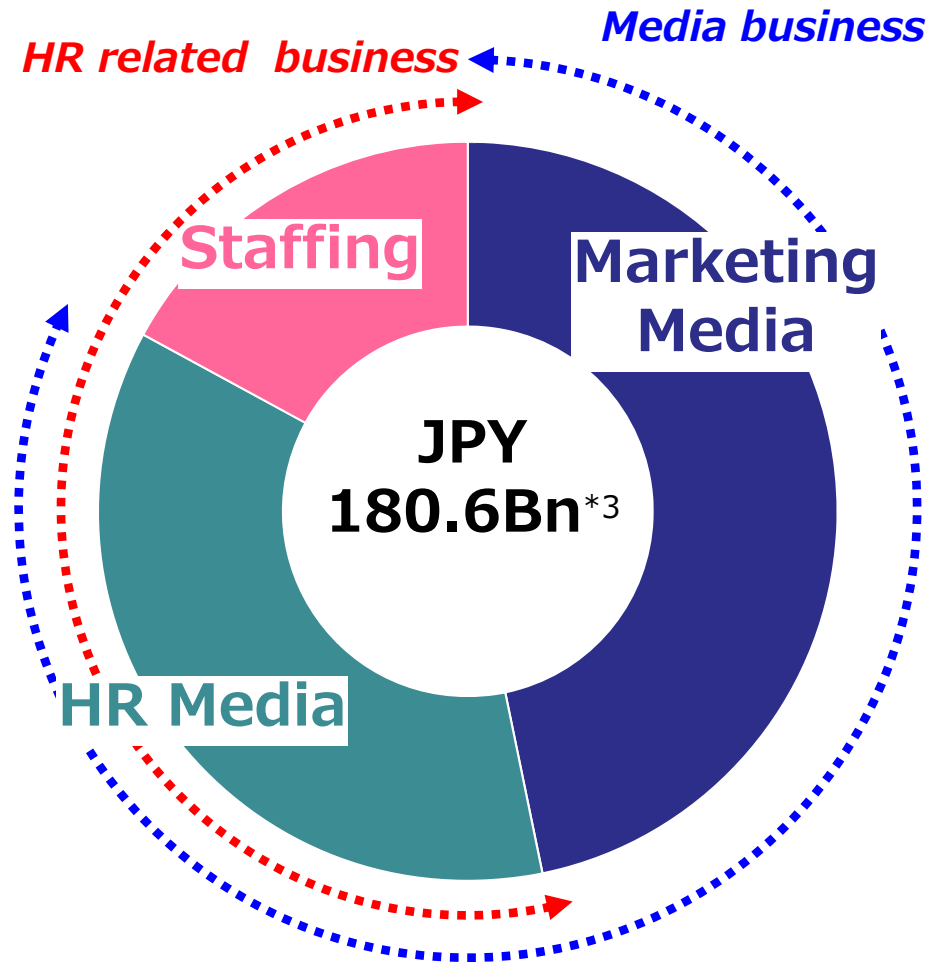 Media business
HR related business
Staffing
Marketing
Media
JPY
180.6Bn*3
HR Media